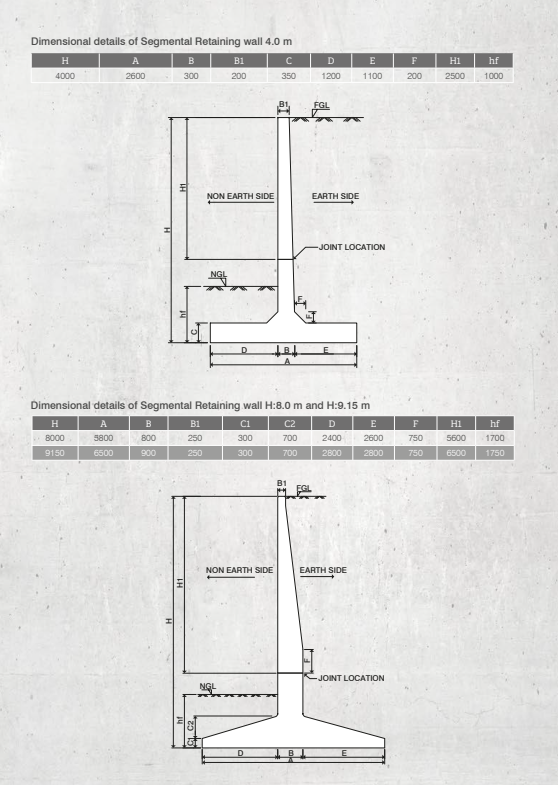 Dimensional details of Segmental Retaining wall 4.0 m
H A B B1 C D E F H1 hf
4000 2600 300 200 350 1200 1100 200 2500 1000
B1
FGL
H1
NON EARTH SIDE EARTH SIDE
H
JOINT LOCATION
NGL
F
hf
F
C
D B E
A
Dimensional details of Segmental Retaining wall H:8.0 m and H:9.15 m
H A B B1 C1 C2 D E F H1 hf
8000 3800 800 250 300 700 2400 2600 750 5600 1700
9150 6500 900 250 300 700 2800 2800 750 6500 1750
B1
FGL
NON EARTH SIDE EARTH SIDE
H1
H
F
JOINT LOCATION
NGL
hf
C2
C1
D B E
A